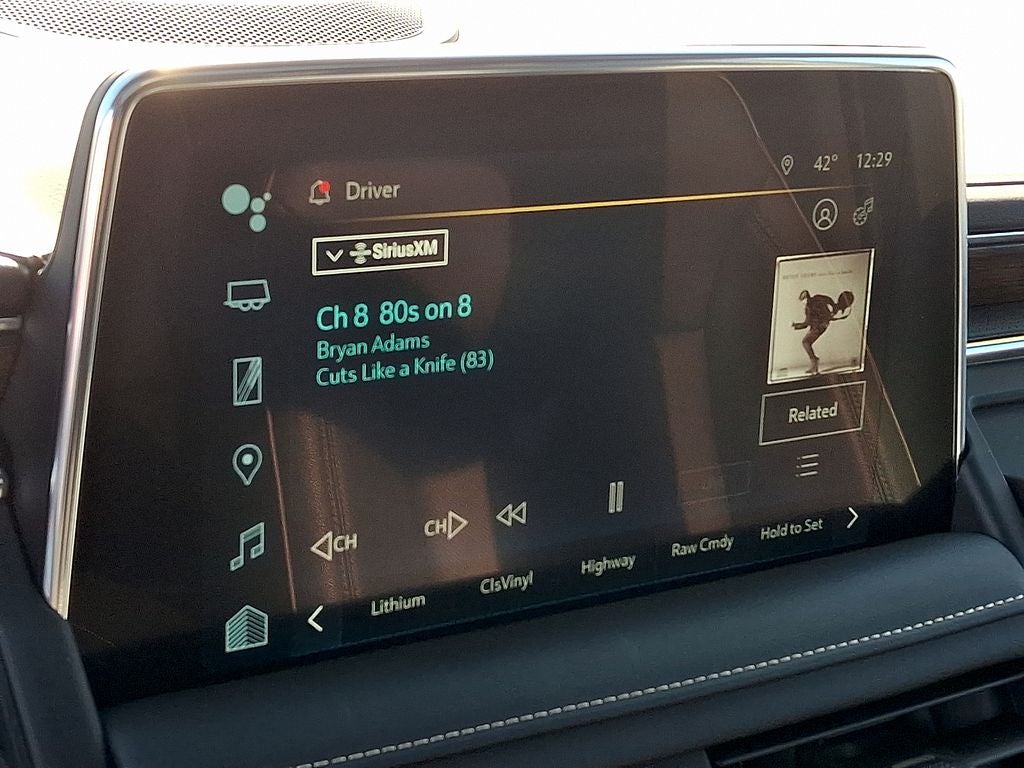 42° 12:29
Driver
SiriusXM
Ch 8 80s on 8
Bryan Adams
Cuts Like a Knife (83)
Related
CH CH
Lithium ClsVinyl Highway Raw Cmdy Hold to Set